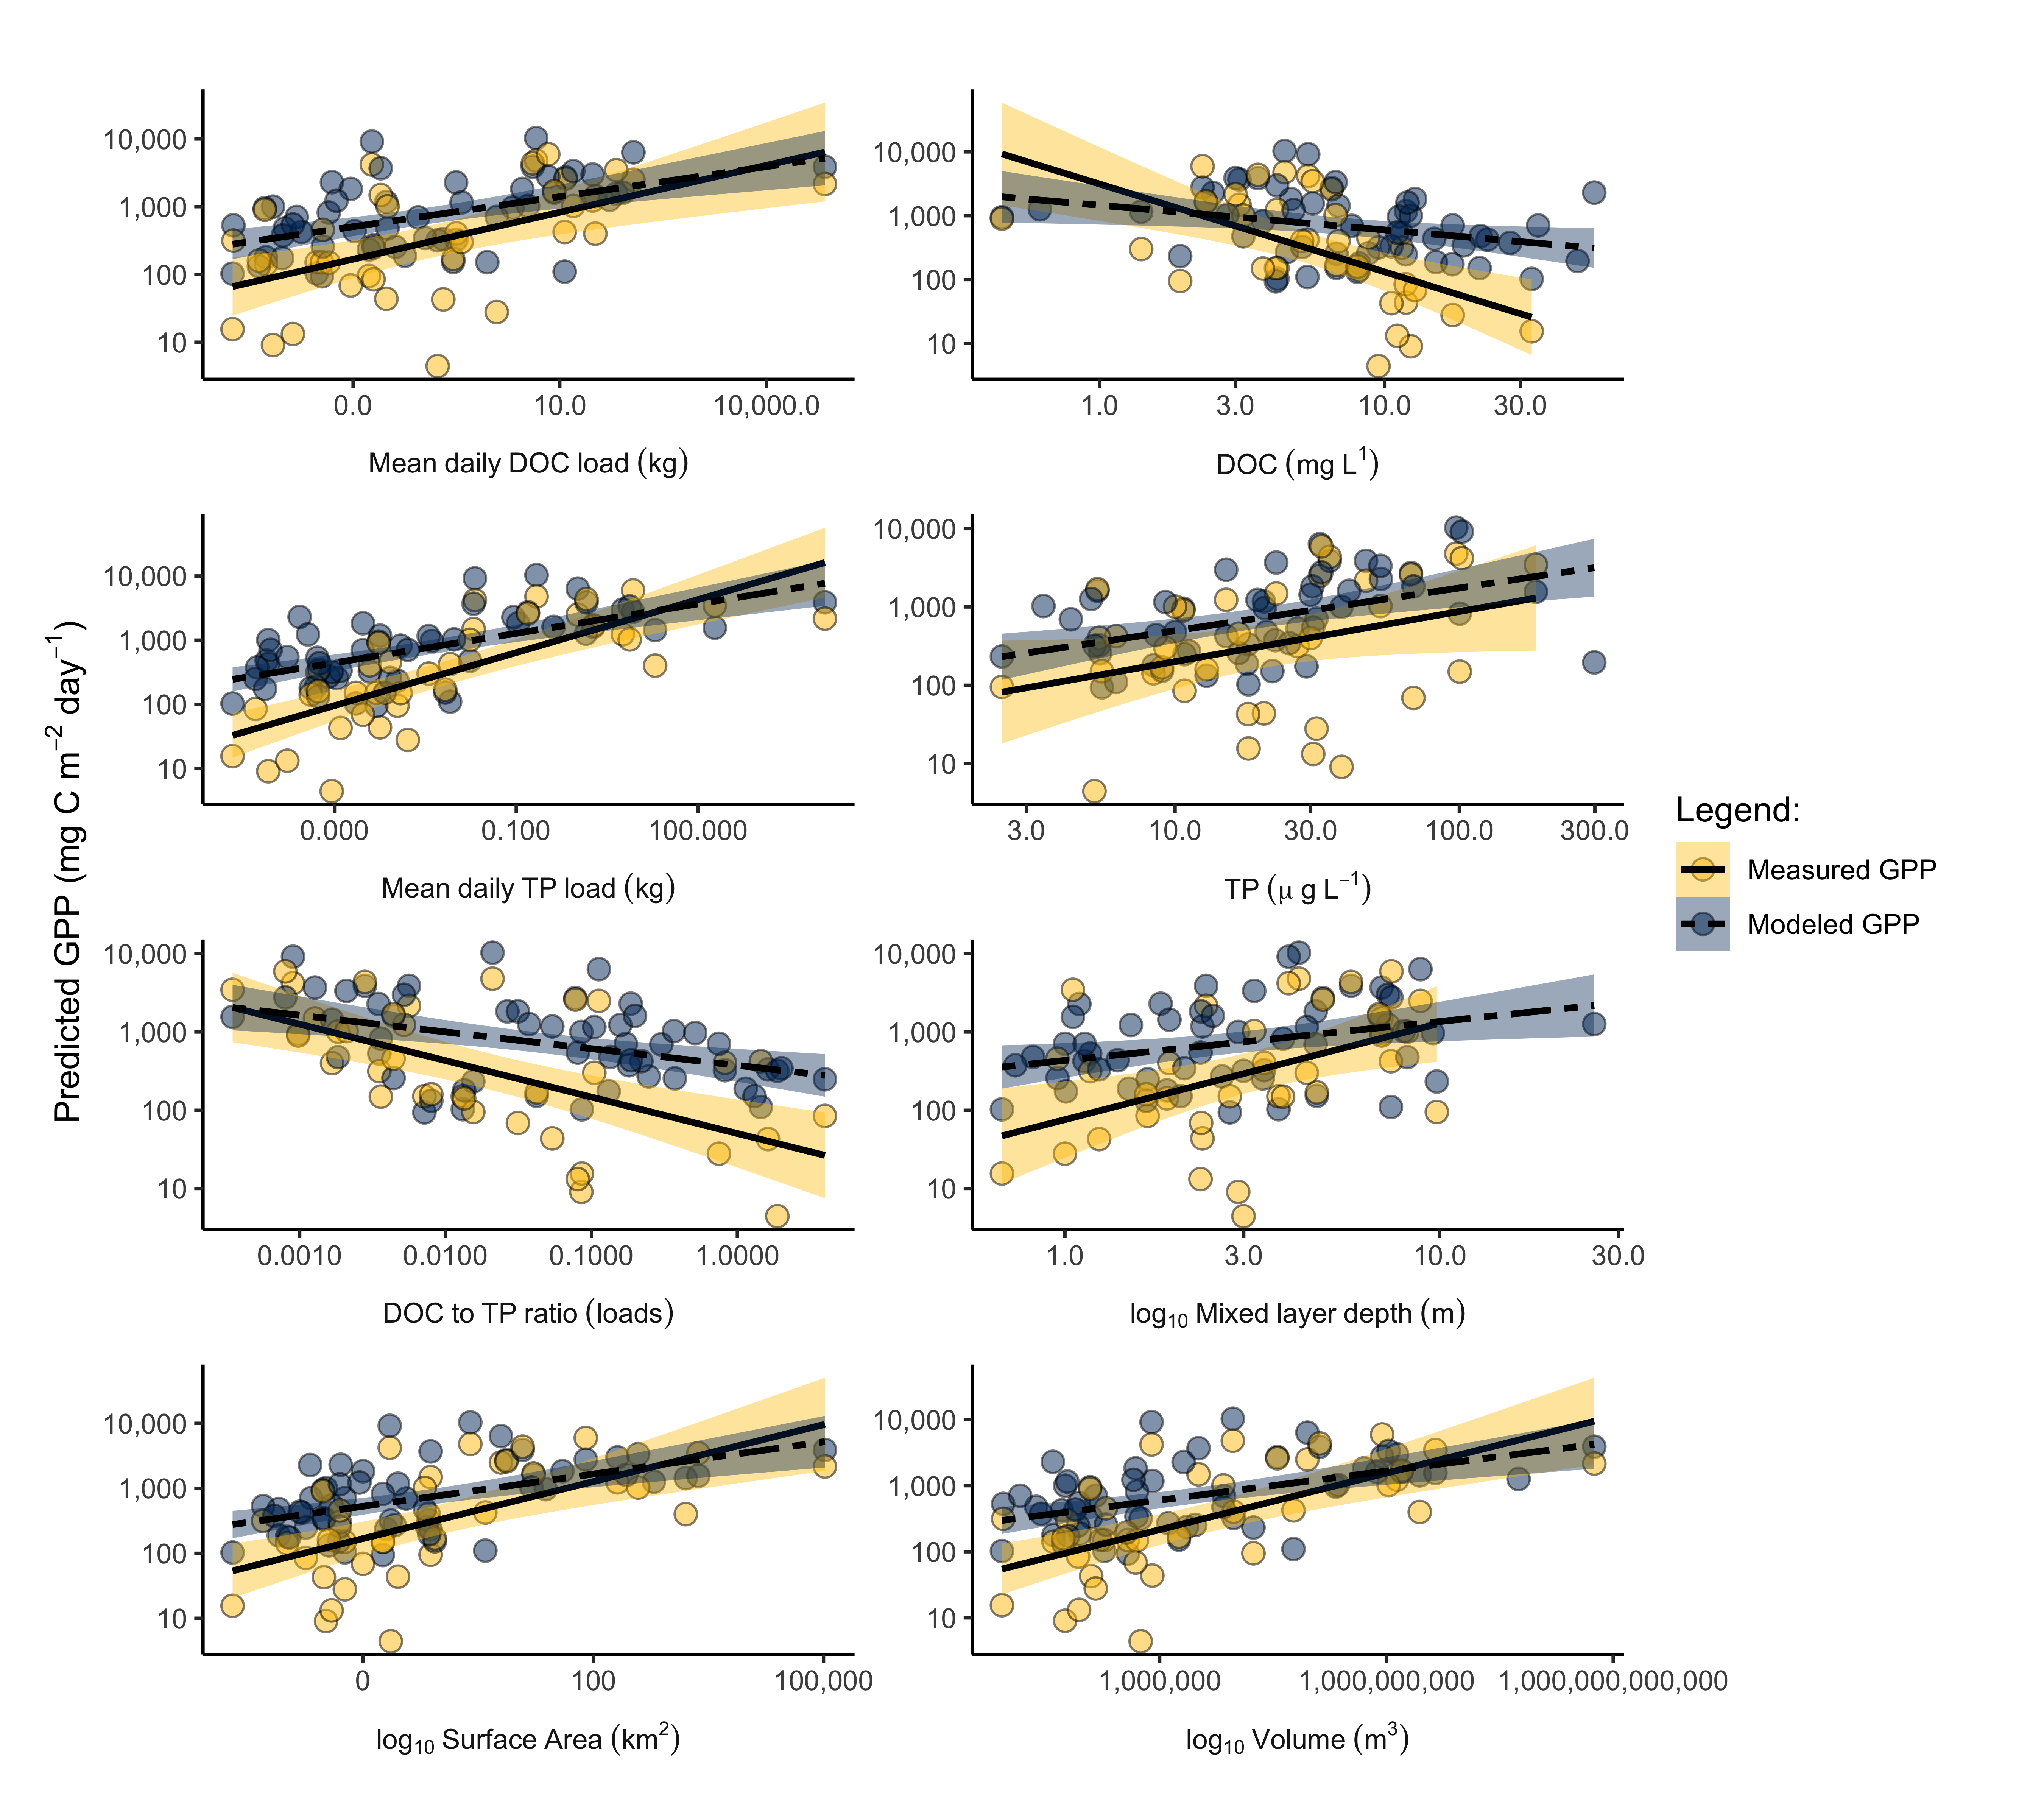 Predicted GPP (mg C m⁻² day⁻¹)
10,000
1,000
100
10
0.0 10.0 10,000.0
Mean daily DOC load (kg)
10,000
1,000
100
10
1.0 3.0 10.0 30.0
DOC (mg L¹)
10,000
1,000
100
10
0.000 0.100 100.000
Mean daily TP load (kg)
10,000
1,000
100
10
3.0 10.0 30.0 100.0 300.0
TP (μ g L⁻¹)
Legend:
Measured GPP
Modeled GPP
10,000
1,000
100
10
0.0010 0.0100 0.1000 1.0000
DOC to TP ratio (loads)
10,000
1,000
100
10
1.0 3.0 10.0 30.0
log₁₀ Mixed layer depth (m)
10,000
1,000
100
10
0 100 100,000
log₁₀ Surface Area (km²)
10,000
1,000
100
10
1,000,000 1,000,000,000 1,000,000,000,000
log₁₀ Volume (m³)